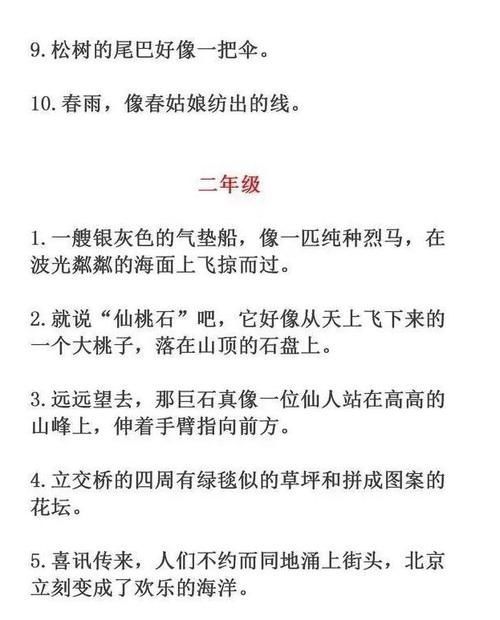 9.松树的尾巴好像一把伞。
10.春雨，像春姑娘纺出的线。
二年级
1.一艘银灰色的气垫船，像一匹纯种烈马，在
波光粼粼的海面上飞掠而过。
2.就说“仙桃石”吧，它好像从天上飞下来的
一个大桃子，落在山顶的石盘上。
3.远远望去，那巨石真像一位仙人站在高高的
山峰上，伸着手臂指向前方。
4.立交桥的四周有绿毯似的草坪和拼成图案的
花坛。
5.喜讯传来，人们不约而同地涌上街头，北京
立刻变成了欢乐的海洋。